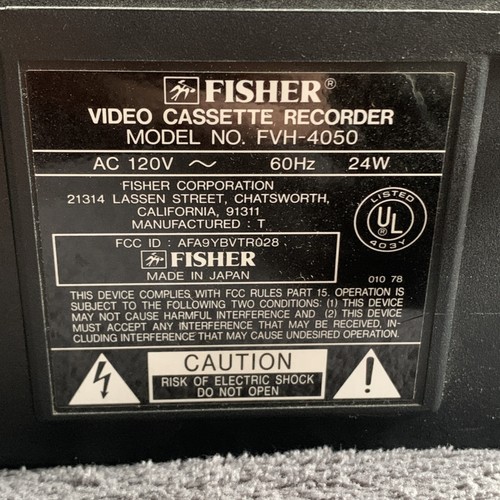 FISHER®
VIDEO CASSETTE RECORDER
MODEL NO. FVH-4050
AC 120V ~ 60Hz 24W
FISHER CORPORATION
21314 LASSEN STREET, CHATSWORTH,
CALIFORNIA, 91311
MANUFACTURED : T
LISTED
UL
403Y
FCC ID : AFA9YBVTR028
FISHER
MADE IN JAPAN
010 78
THIS DEVICE COMPLIES WITH FCC RULES PART 15. OPERATION IS
SUBJECT TO THE FOLLOWING TWO CONDITIONS: (1) THIS DEVICE
MAY NOT CAUSE HARMFUL INTERFERENCE AND (2) THIS DEVICE
MUST ACCEPT ANY INTERFERENCE THAT MAY BE RECEIVED, IN-
CLUDING INTERFERENCE THAT MAY CAUSE UNDESIRED OPERATION.
CAUTION
RISK OF ELECTRIC SHOCK
DO NOT OPEN